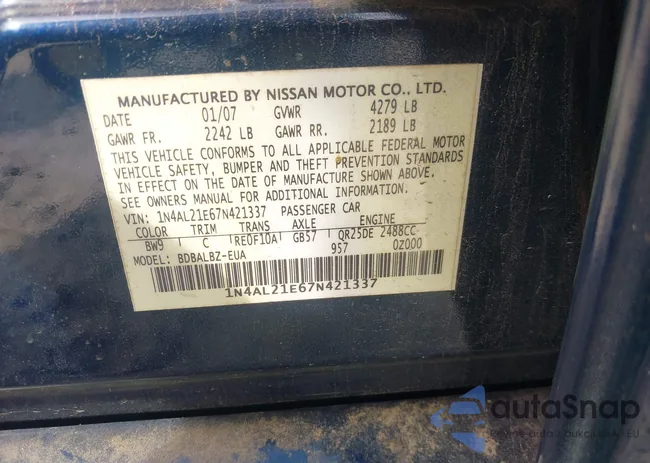 MANUFACTURED BY NISSAN MOTOR CO., LTD.
DATE 01/07 GVWR 4279 LB
GAWR FR. 2242 LB GAWR RR. 2189 LB
THIS VEHICLE CONFORMS TO ALL APPLICABLE FEDERAL MOTOR
VEHICLE SAFETY, BUMPER AND THEFT PREVENTION STANDARDS
IN EFFECT ON THE DATE OF MANUFACTURE SHOWN ABOVE.
SEE OWNERS MANUAL FOR ADDITIONAL INFORMATION.
VIN: 1N4AL21E67N421337 PASSENGER CAR
COLOR TRIM TRANS AXLE ENGINE
BW9 C RE0F10A GB57 QR25DE 2488CC
MODEL: BDBALBZ-EUA 957 0Z000
1N4AL21E67N421337
autaSnap